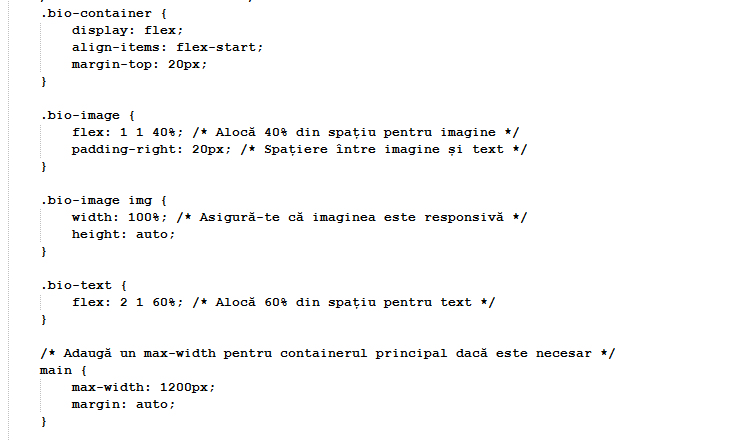 .bio-container {
display: flex;
align-items: flex-start;
margin-top: 20px;
}
.bio-image {
flex: 1 1 40%; /* Alocă 40% din spațiu pentru imagine */
padding-right: 20px; /* Spațiere între imagine și text */
}
.bio-image img {
width: 100%; /* Asigură-te că imaginea este responsivă */
height: auto;
}
.bio-text {
flex: 2 1 60%; /* Alocă 60% din spațiu pentru text */
}
/* Adaugă un max-width pentru containerul principal dacă este necesar */
main {
max-width: 1200px;
margin: auto;
}